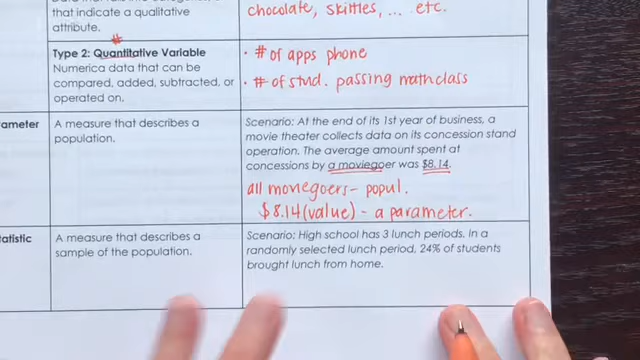 that indicate a qualitative
attribute.
chocolate, skittles, ... etc.
#
Type 2: Quantitative Variable
Numerica data that can be
compared, added, subtracted, or
operated on.
• # of apps phone
• # of stud. passing math class
ameter
A measure that describes a
population.
Scenario: At the end of its 1st year of business, a
movie theater collects data on its concession stand
operation. The average amount spent at
concessions by a moviegoer was $8.14.
all moviegoers - popul.
$8.14 (value) - a parameter.
tatistic
A measure that describes a
sample of the population.
Scenario: High school has 3 lunch periods. In a
randomly selected lunch period, 24% of students
brought lunch from home.